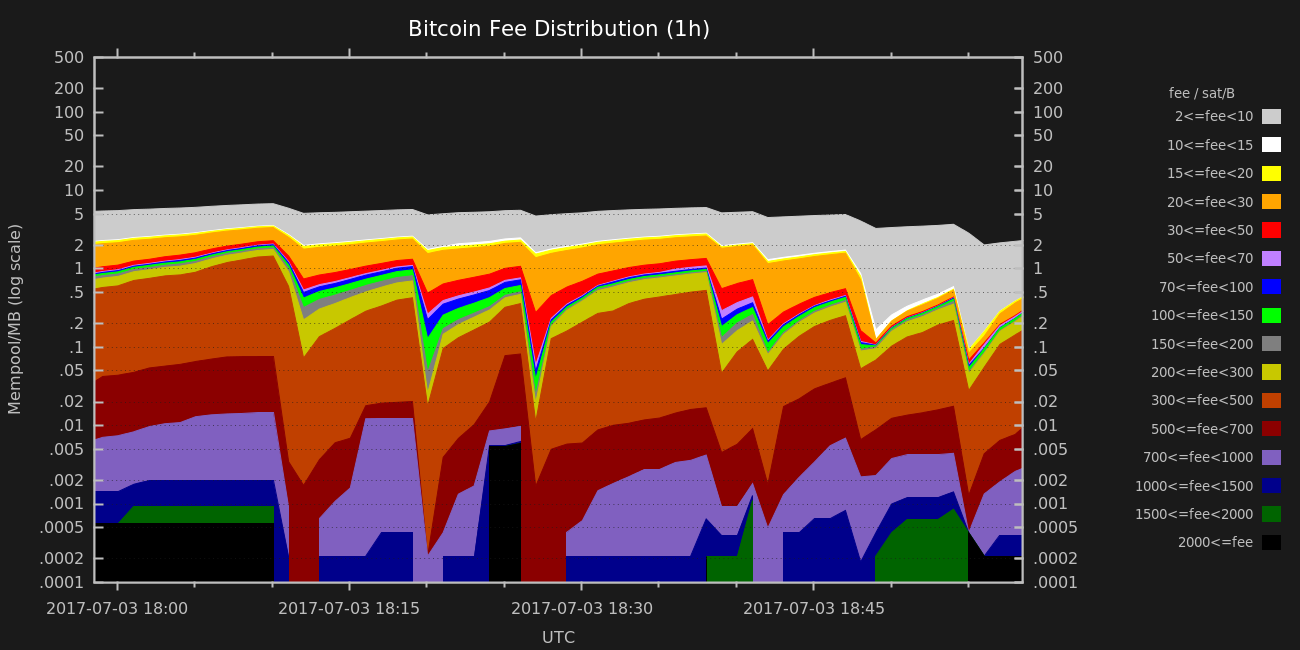 Bitcoin Fee Distribution (1h)
500 500
200 200
100 100
50 50
20 20
10 10
5 5
2 2
1 1
.5 .5
.2 .2
.1 .1
.05 .05
.02 .02
.01 .01
.005 .005
.002 .002
.001 .001
.0005 .0005
.0002 .0002
.0001 .0001
Mempool/MB (log scale)
2017-07-03 18:00 2017-07-03 18:15 2017-07-03 18:30 2017-07-03 18:45
UTC
fee / sat/B
2<=fee<10
10<=fee<15
15<=fee<20
20<=fee<30
30<=fee<50
50<=fee<70
70<=fee<100
100<=fee<150
150<=fee<200
200<=fee<300
300<=fee<500
500<=fee<700
700<=fee<1000
1000<=fee<1500
1500<=fee<2000
2000<=fee